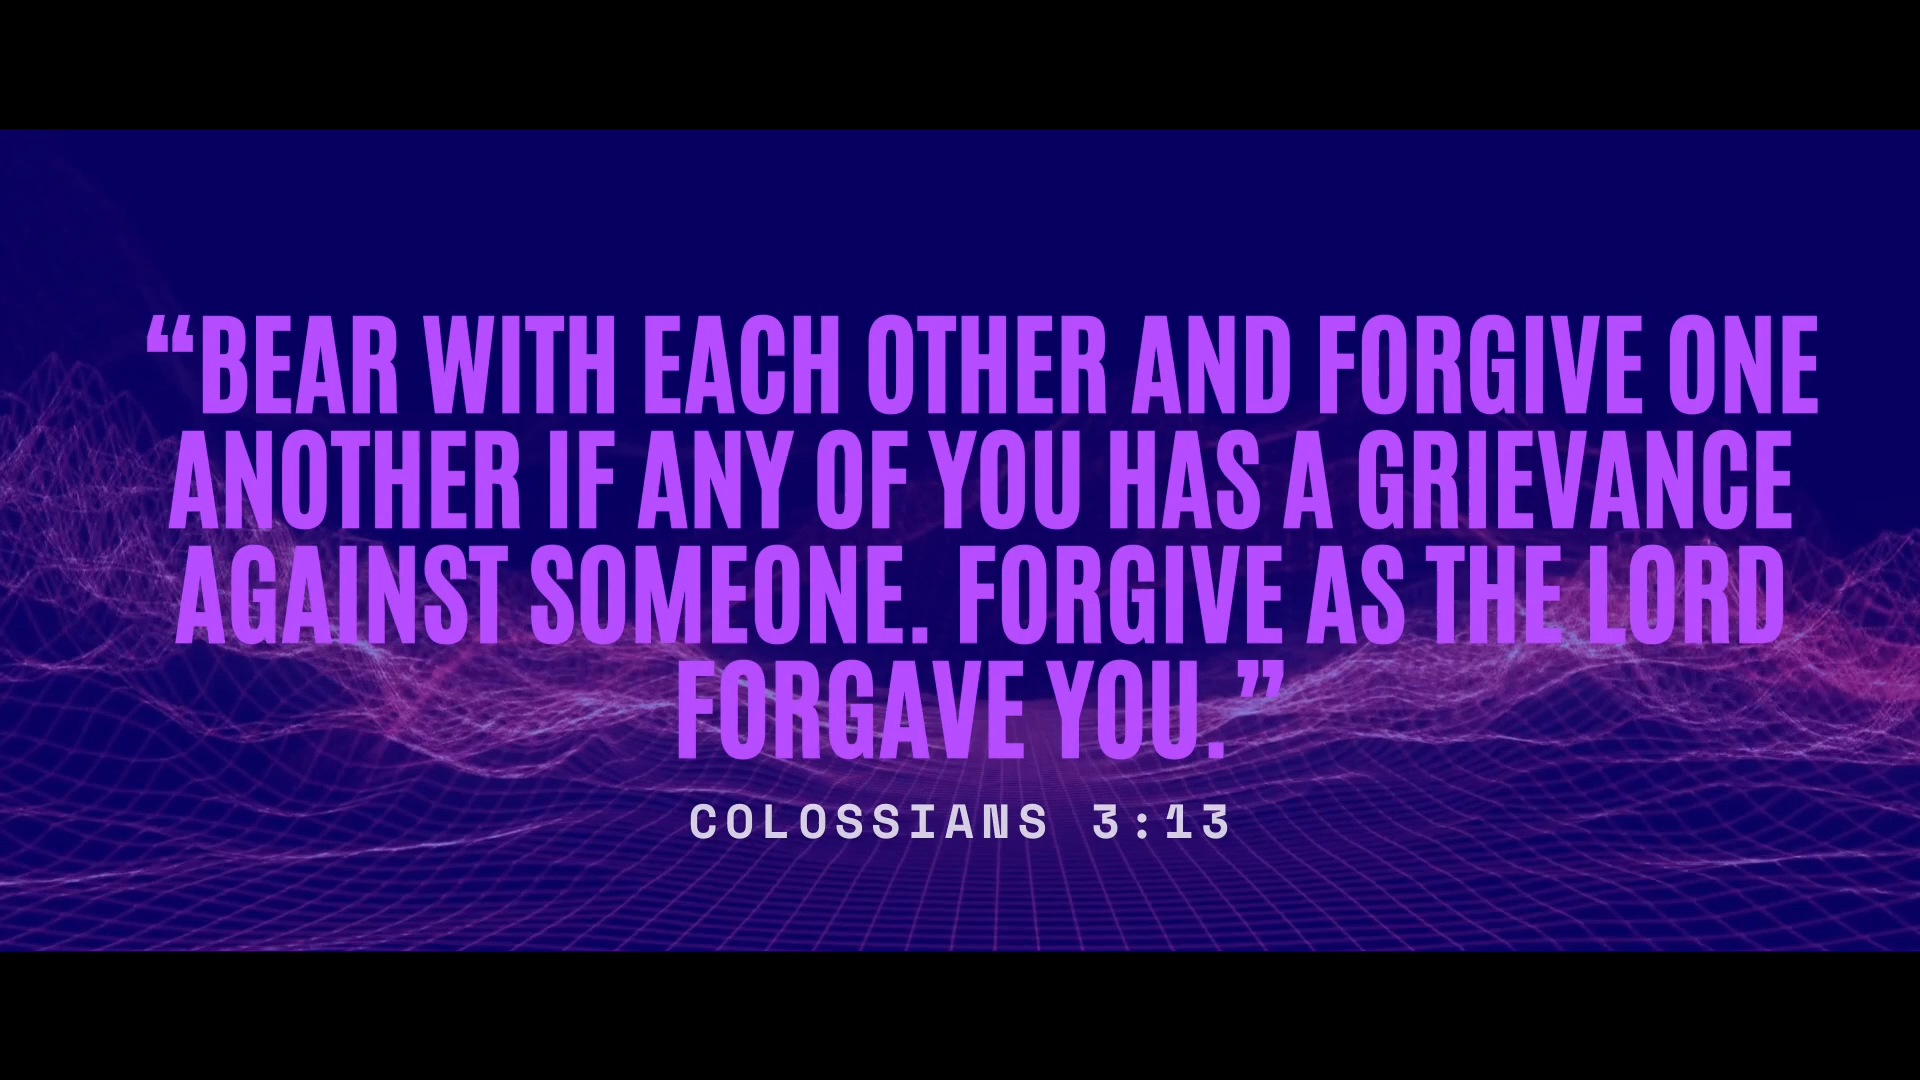 “BEAR WITH EACH OTHER AND FORGIVE ONE
ANOTHER IF ANY OF YOU HAS A GRIEVANCE
AGAINST SOMEONE. FORGIVE AS THE LORD
FORGAVE YOU.”
COLOSSIANS 3:13